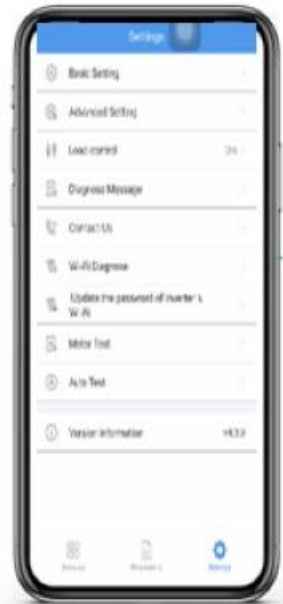 Settings
Basic Setting
Advanced Setting
Load control
Diagnose Message
Contact Us
Wi-Fi Diagnose
Update the password of inverter's
Wi-Fi
Meter Test
Auto Test
Version Information
Settings